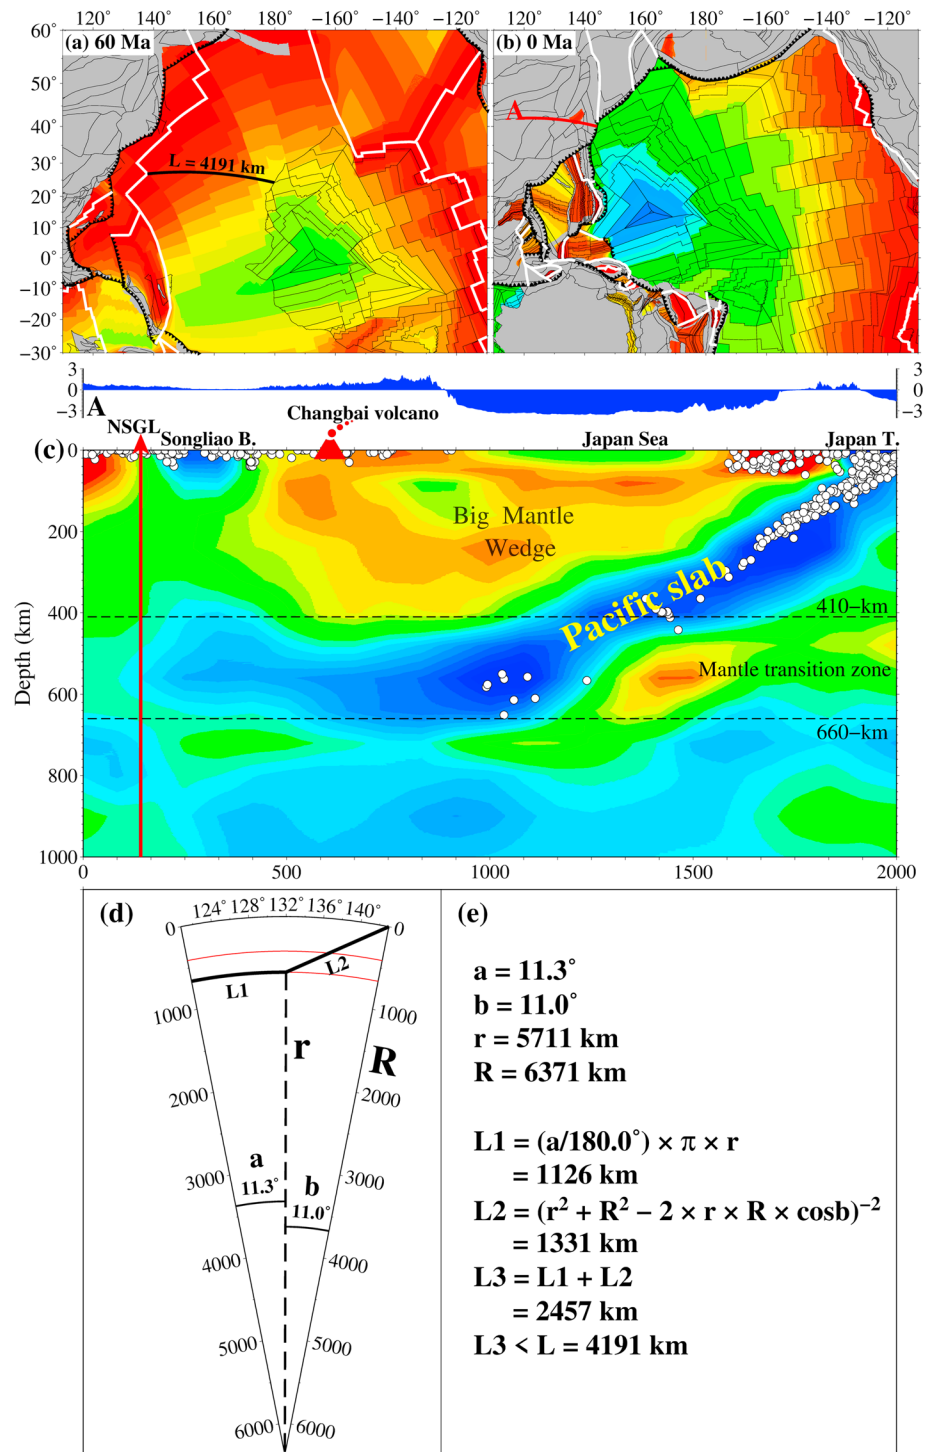 120° 140° 160° 180° −160° −140° −120°
120° 140° 160° 180° −160° −140° −120°
60°
(a) 60 Ma
(b) 0 Ma
50°
A
40°
L = 4191 km
30°
20°
10°
0°
−10°
−20°
−30°
3
0
−3
3
0
−3
A
NSGL
Songliao B.
Changbai volcano
Japan Sea
Japan T.
(c)
0
200
400
600
800
1000
Depth (km)
Big Mantle
Wedge
Pacific slab
410−km
Mantle transition zone
660−km
0 500 1000 1500 2000
(d)
124° 128° 132° 136° 140°
0
0
L1
L2
1000
1000
r
R
2000
2000
3000
3000
a
11.3°
b
11.0°
4000
4000
5000
5000
6000
6000
(e)
a = 11.3°
b = 11.0°
r = 5711 km
R = 6371 km
L1 = (a/180.0°) × π × r
= 1126 km
L2 = (r² + R² − 2 × r × R × cosb)⁻²
= 1331 km
L3 = L1 + L2
= 2457 km
L3 < L = 4191 km